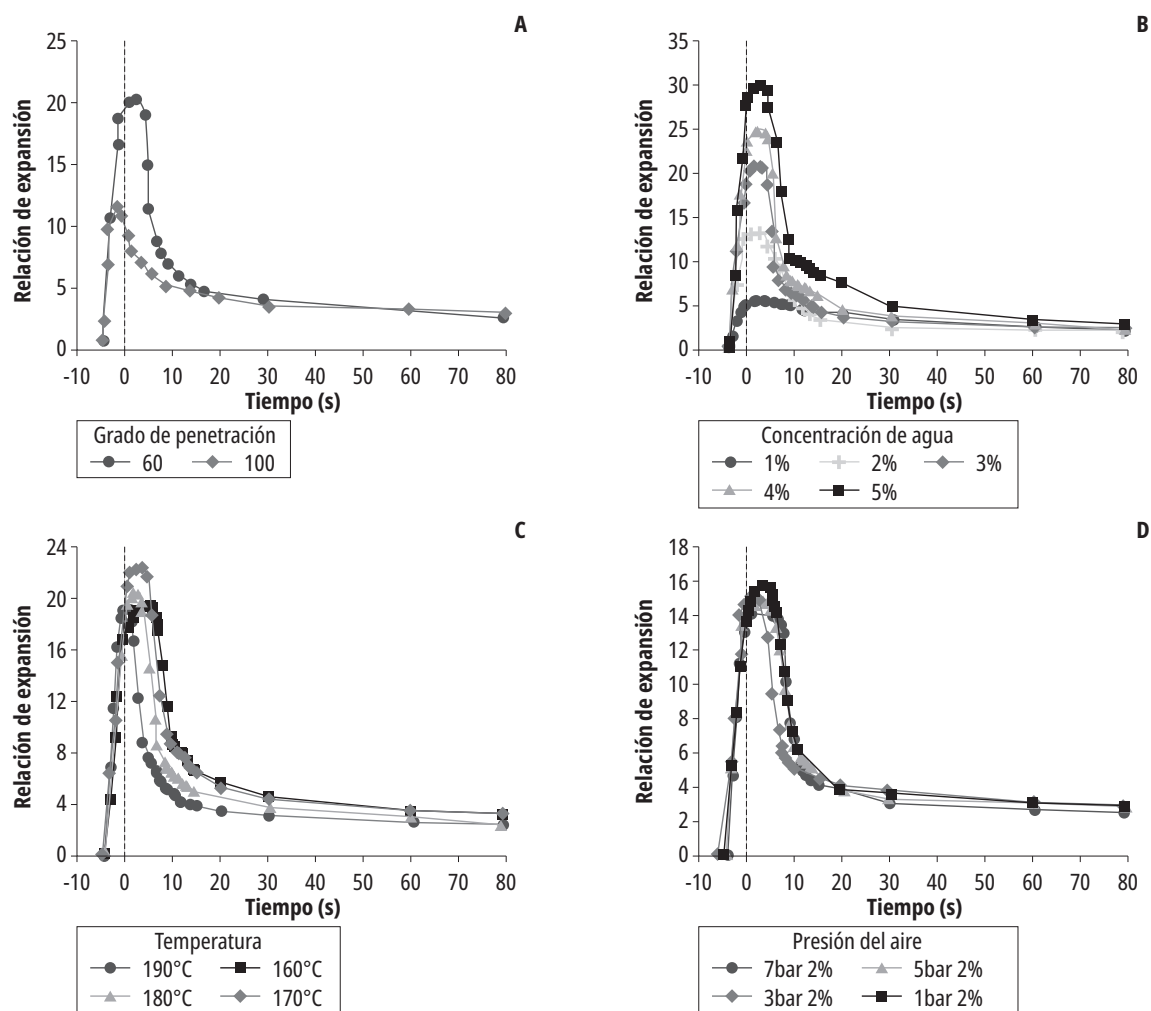 A
Relación de expansión
25
20
15
10
5
0
-10 0 10 20 30 40 50 60 70 80
Tiempo (s)
Grado de penetración
60 100
B
Relación de expansión
35
30
25
20
15
10
5
0
-10 0 10 20 30 40 50 60 70 80
Tiempo (s)
Concentración de agua
1% 2% 3%
4% 5%
C
Relación de expansión
24
20
16
12
8
4
0
-10 0 10 20 30 40 50 60 70 80
Tiempo (s)
Temperatura
190°C 160°C
180°C 170°C
D
Relación de expansión
18
16
14
12
10
8
6
4
2
0
-10 0 10 20 30 40 50 60 70 80
Tiempo (s)
Presión del aire
7bar 2% 5bar 2%
3bar 2% 1bar 2%